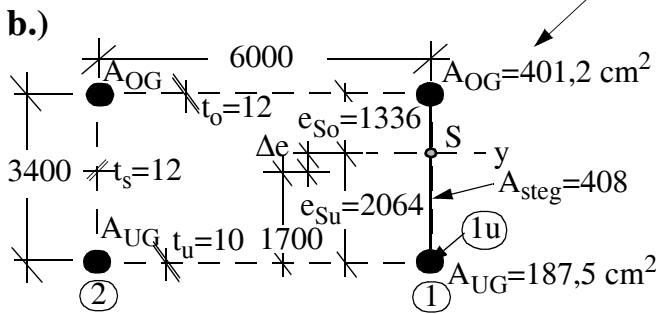 b.)
6000
A_OG
A_OG=401,2 cm²
t_o=12
e_So=1336
S
Δe
y
3400
t_s=12
A_steg=408
e_Su=2064
A_UG
t_u=10
1700
1u
2
1
A_UG=187,5 cm²